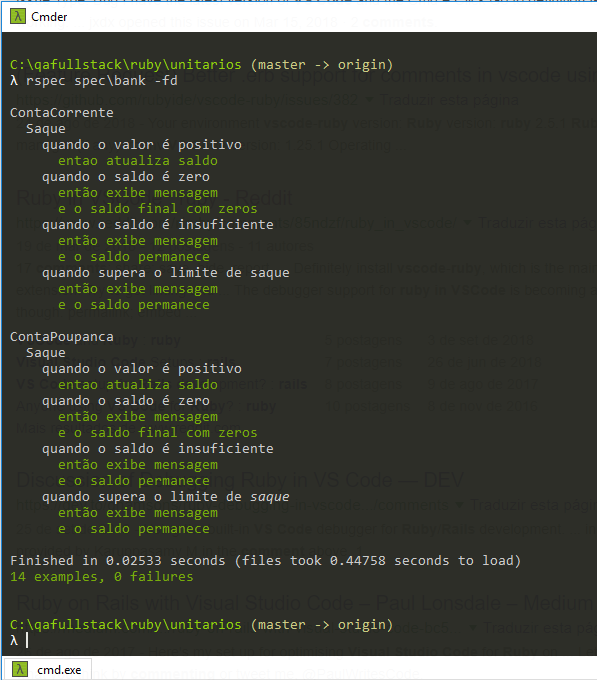 Cmder
C:\qafullstack\ruby\unitarios (master -> origin)
λ rspec spec\bank -fd
ContaCorrente
Saque
quando o valor é positivo
entao atualiza saldo
quando o saldo é zero
então exibe mensagem
e o saldo final com zeros
quando o saldo é insuficiente
então exibe mensagem
e o saldo permanece
quando supera o limite de saque
então exibe mensagem
e o saldo permanece
ContaPoupanca
Saque
quando o valor é positivo
entao atualiza saldo
quando o saldo é zero
então exibe mensagem
e o saldo final com zeros
quando o saldo é insuficiente
então exibe mensagem
e o saldo permanece
quando supera o limite de saque
então exibe mensagem
e o saldo permanece
Finished in 0.02533 seconds (files took 0.44758 seconds to load)
14 examples, 0 failures
C:\qafullstack\ruby\unitarios (master -> origin)
λ
λ cmd.exe